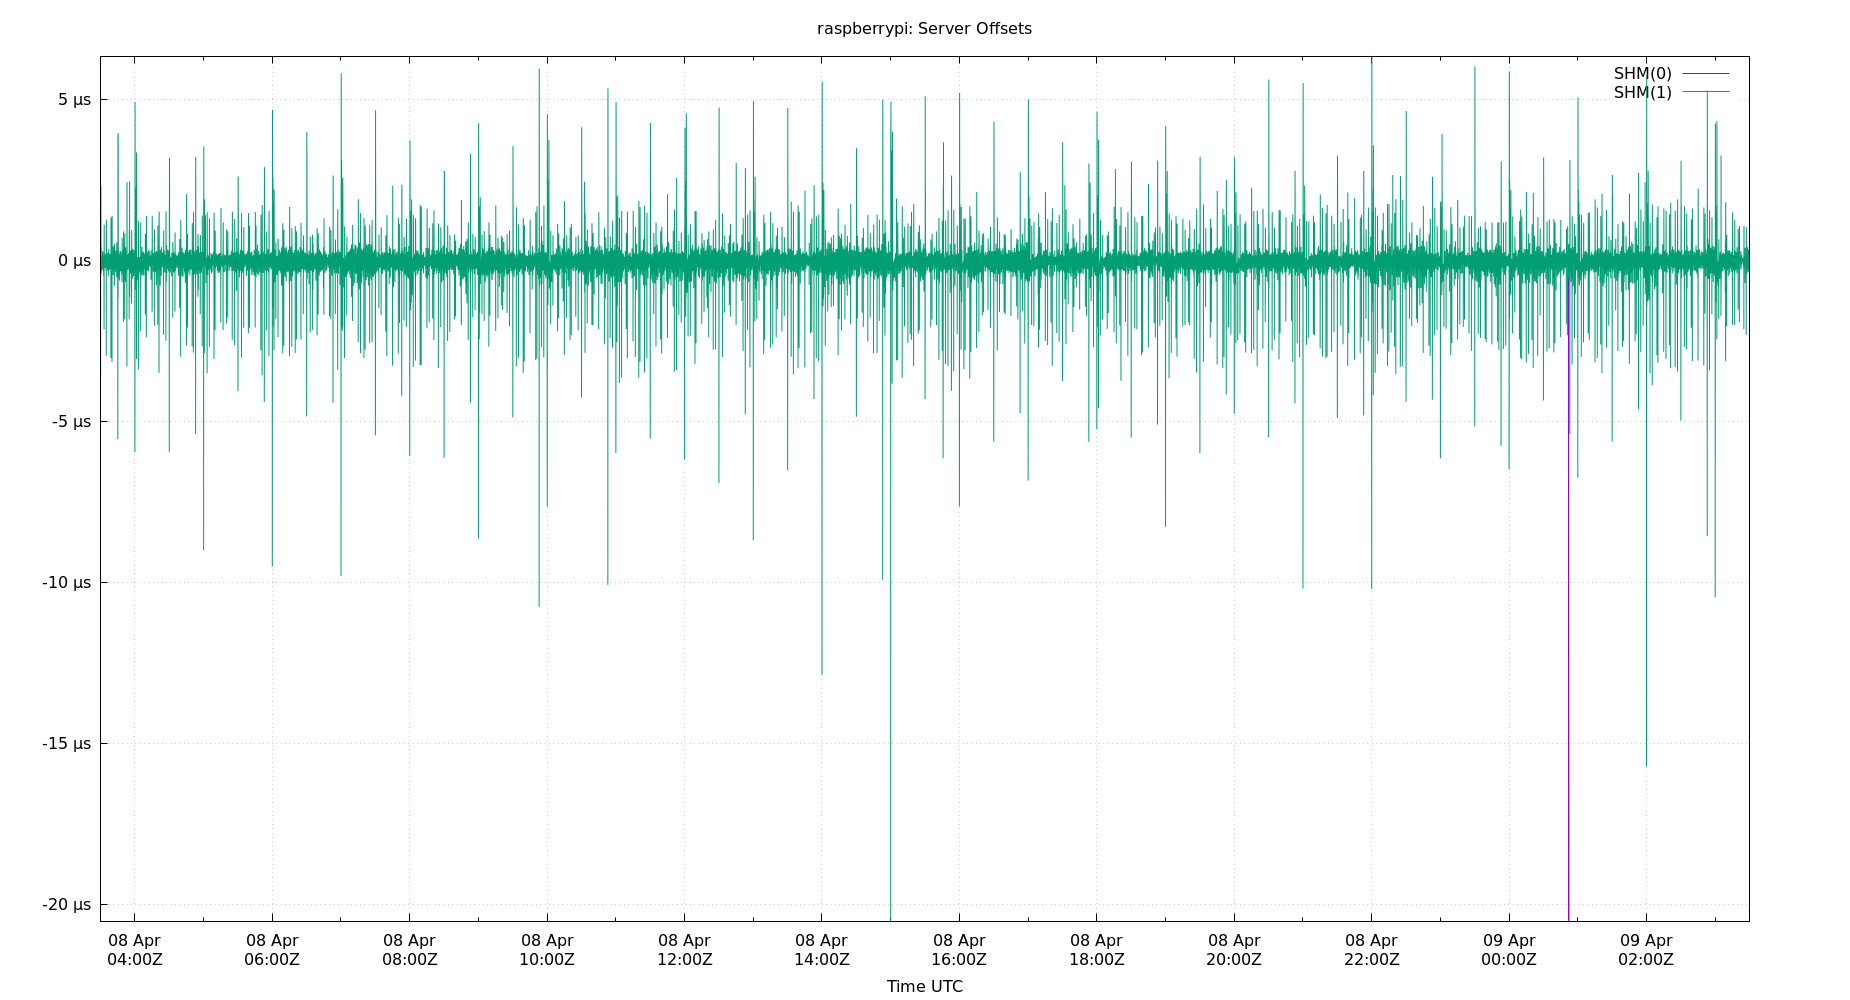 raspberrypi: Server Offsets
SHM(0)
SHM(1)
5 µs
0 µs
-5 µs
-10 µs
-15 µs
-20 µs
08 Apr 08 Apr 08 Apr 08 Apr 08 Apr 08 Apr 08 Apr 08 Apr 08 Apr 08 Apr 09 Apr 09 Apr
04:00Z 06:00Z 08:00Z 10:00Z 12:00Z 14:00Z 16:00Z 18:00Z 20:00Z 22:00Z 00:00Z 02:00Z
Time UTC